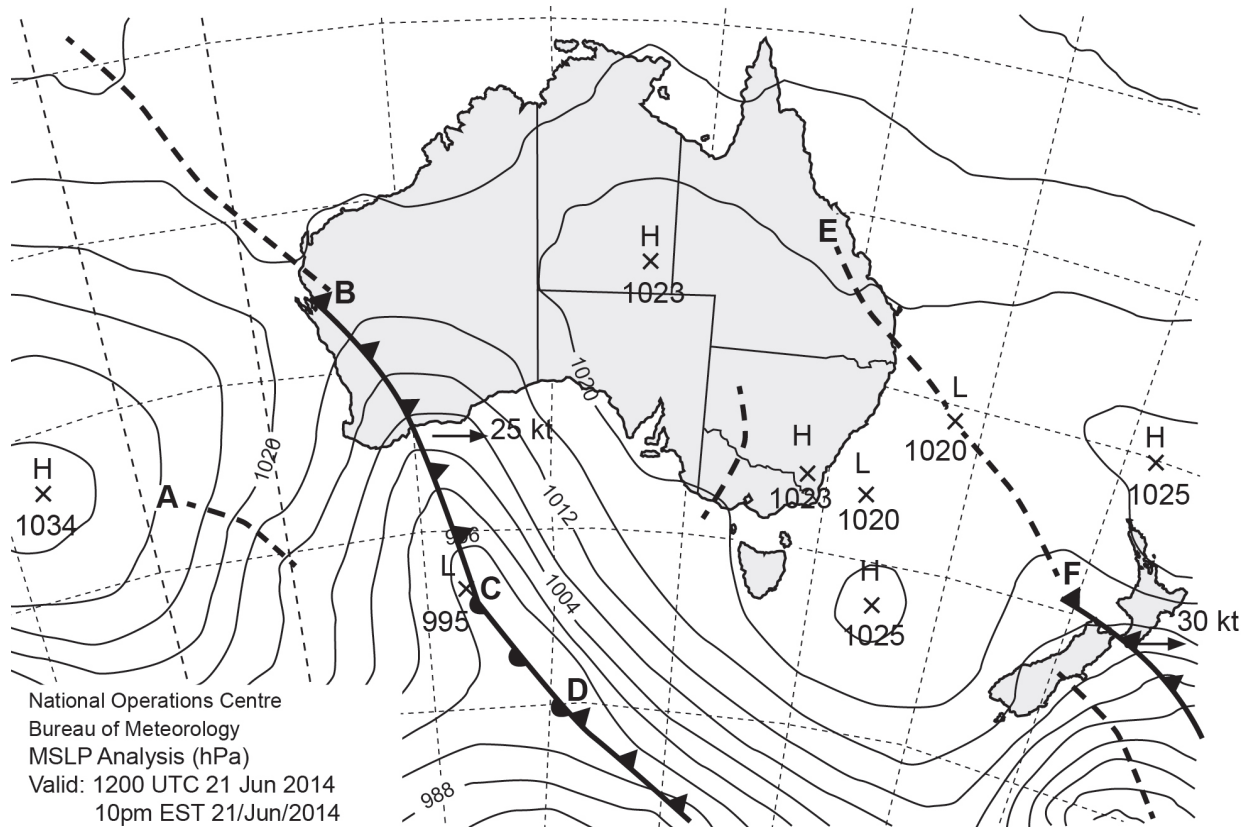 E
H
1023
B
1020
L
1020
H
1025
25 kt
H
1023
L
1020
1020
H
1034
A
1012
996
L
C
995
1004
H
1025
F
30 kt
D
National Operations Centre
Bureau of Meteorology
MSLP Analysis (hPa)
Valid: 1200 UTC 21 Jun 2014
10pm EST 21/Jun/2014
988